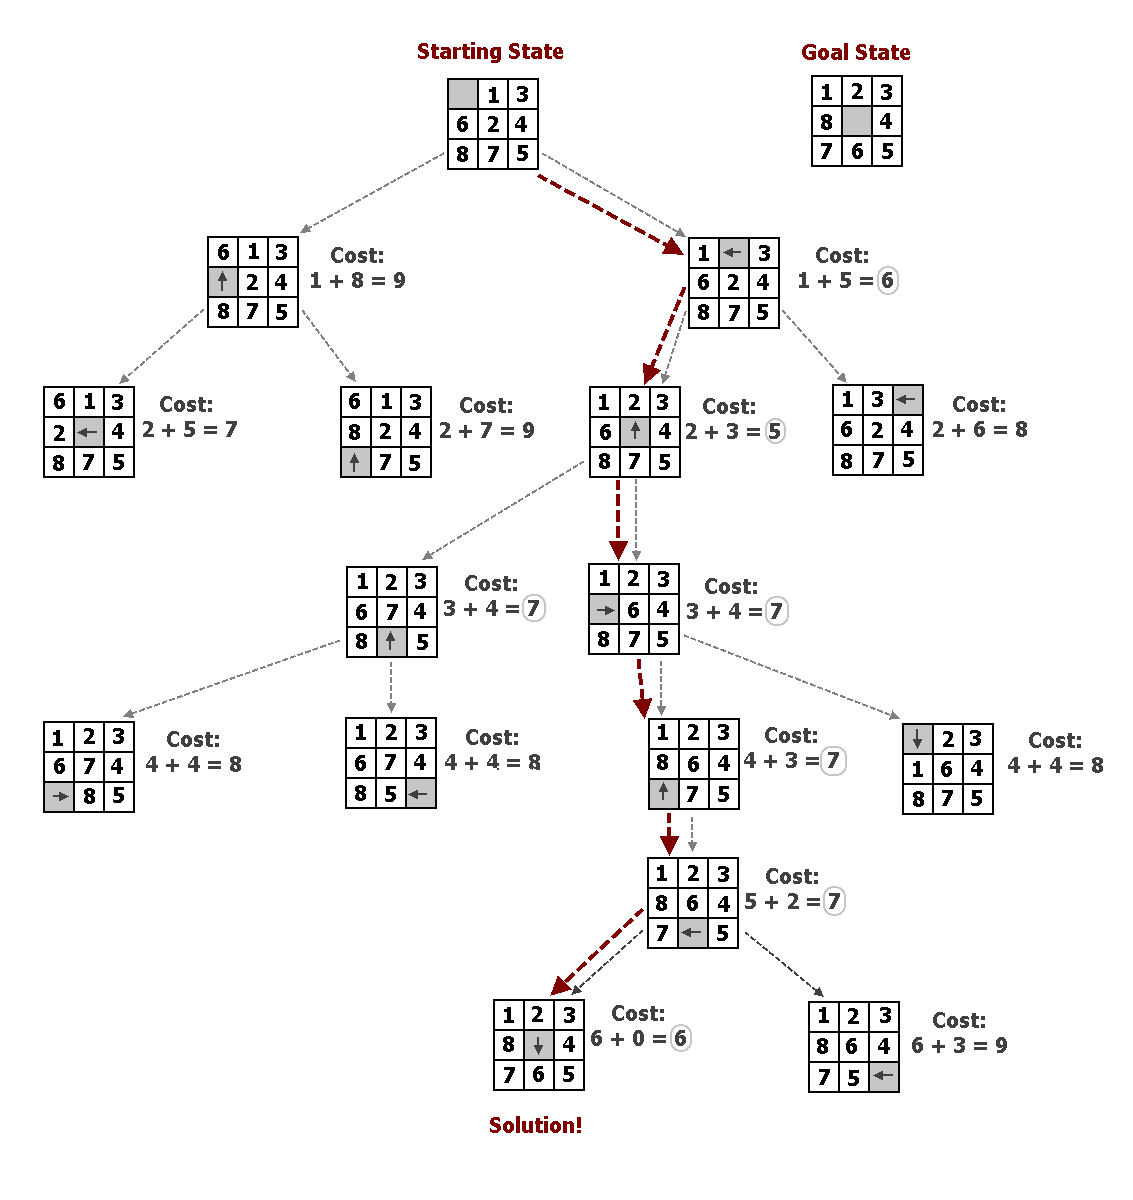 Starting State
Goal State
1 3
6 2 4
8 7 5
1 2 3
8 4
7 6 5
6 1 3
↑ 2 4
8 7 5
Cost:
1 + 8 = 9
1 ← 3
6 2 4
8 7 5
Cost:
1 + 5 = 6
6 1 3
2 ← 4
8 7 5
Cost:
2 + 5 = 7
6 1 3
8 2 4
↑ 7 5
Cost:
2 + 7 = 9
1 2 3
6 ↑ 4
8 7 5
Cost:
2 + 3 = 5
1 3 ←
6 2 4
8 7 5
Cost:
2 + 6 = 8
1 2 3
6 7 4
8 ↑ 5
Cost:
3 + 4 = 7
1 2 3
→ 6 4
8 7 5
Cost:
3 + 4 = 7
1 2 3
6 7 4
→ 8 5
Cost:
4 + 4 = 8
1 2 3
6 7 4
8 5 ←
Cost:
4 + 4 = 8
1 2 3
8 6 4
↑ 7 5
Cost:
4 + 3 = 7
↓ 2 3
1 6 4
8 7 5
Cost:
4 + 4 = 8
1 2 3
8 6 4
7 ← 5
Cost:
5 + 2 = 7
1 2 3
8 ↓ 4
7 6 5
Cost:
6 + 0 = 6
1 2 3
8 6 4
7 5 ←
Cost:
6 + 3 = 9
Solution!